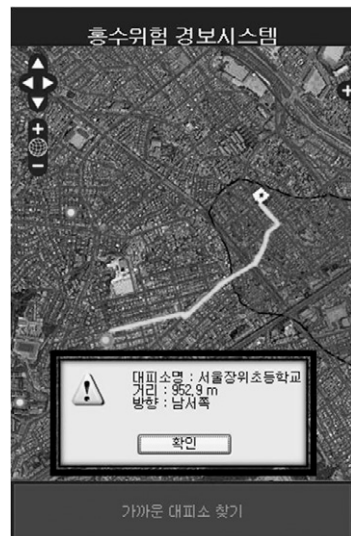 홍수위험 경보시스템
대피소명 : 서울장위초등학교
거리 : 952.9 m
방향 : 남서쪽
확인
가까운 대피소 찾기